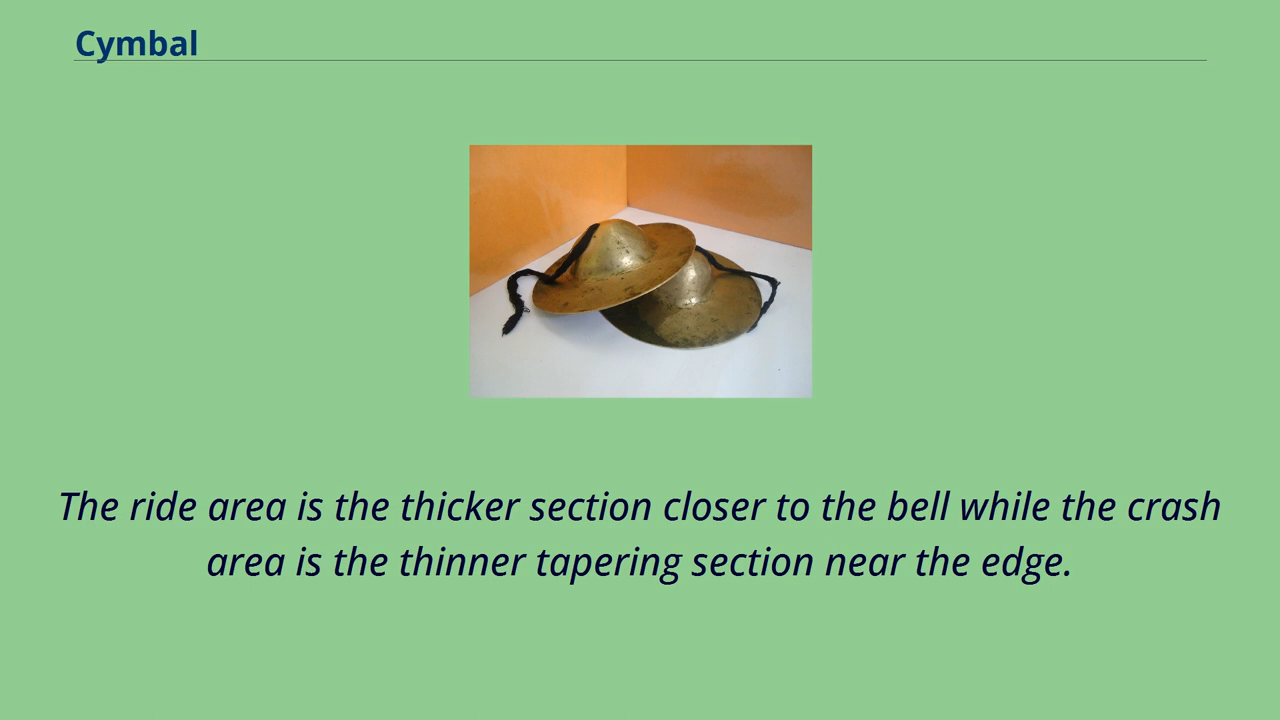 Cymbal
The ride area is the thicker section closer to the bell while the crash
area is the thinner tapering section near the edge.